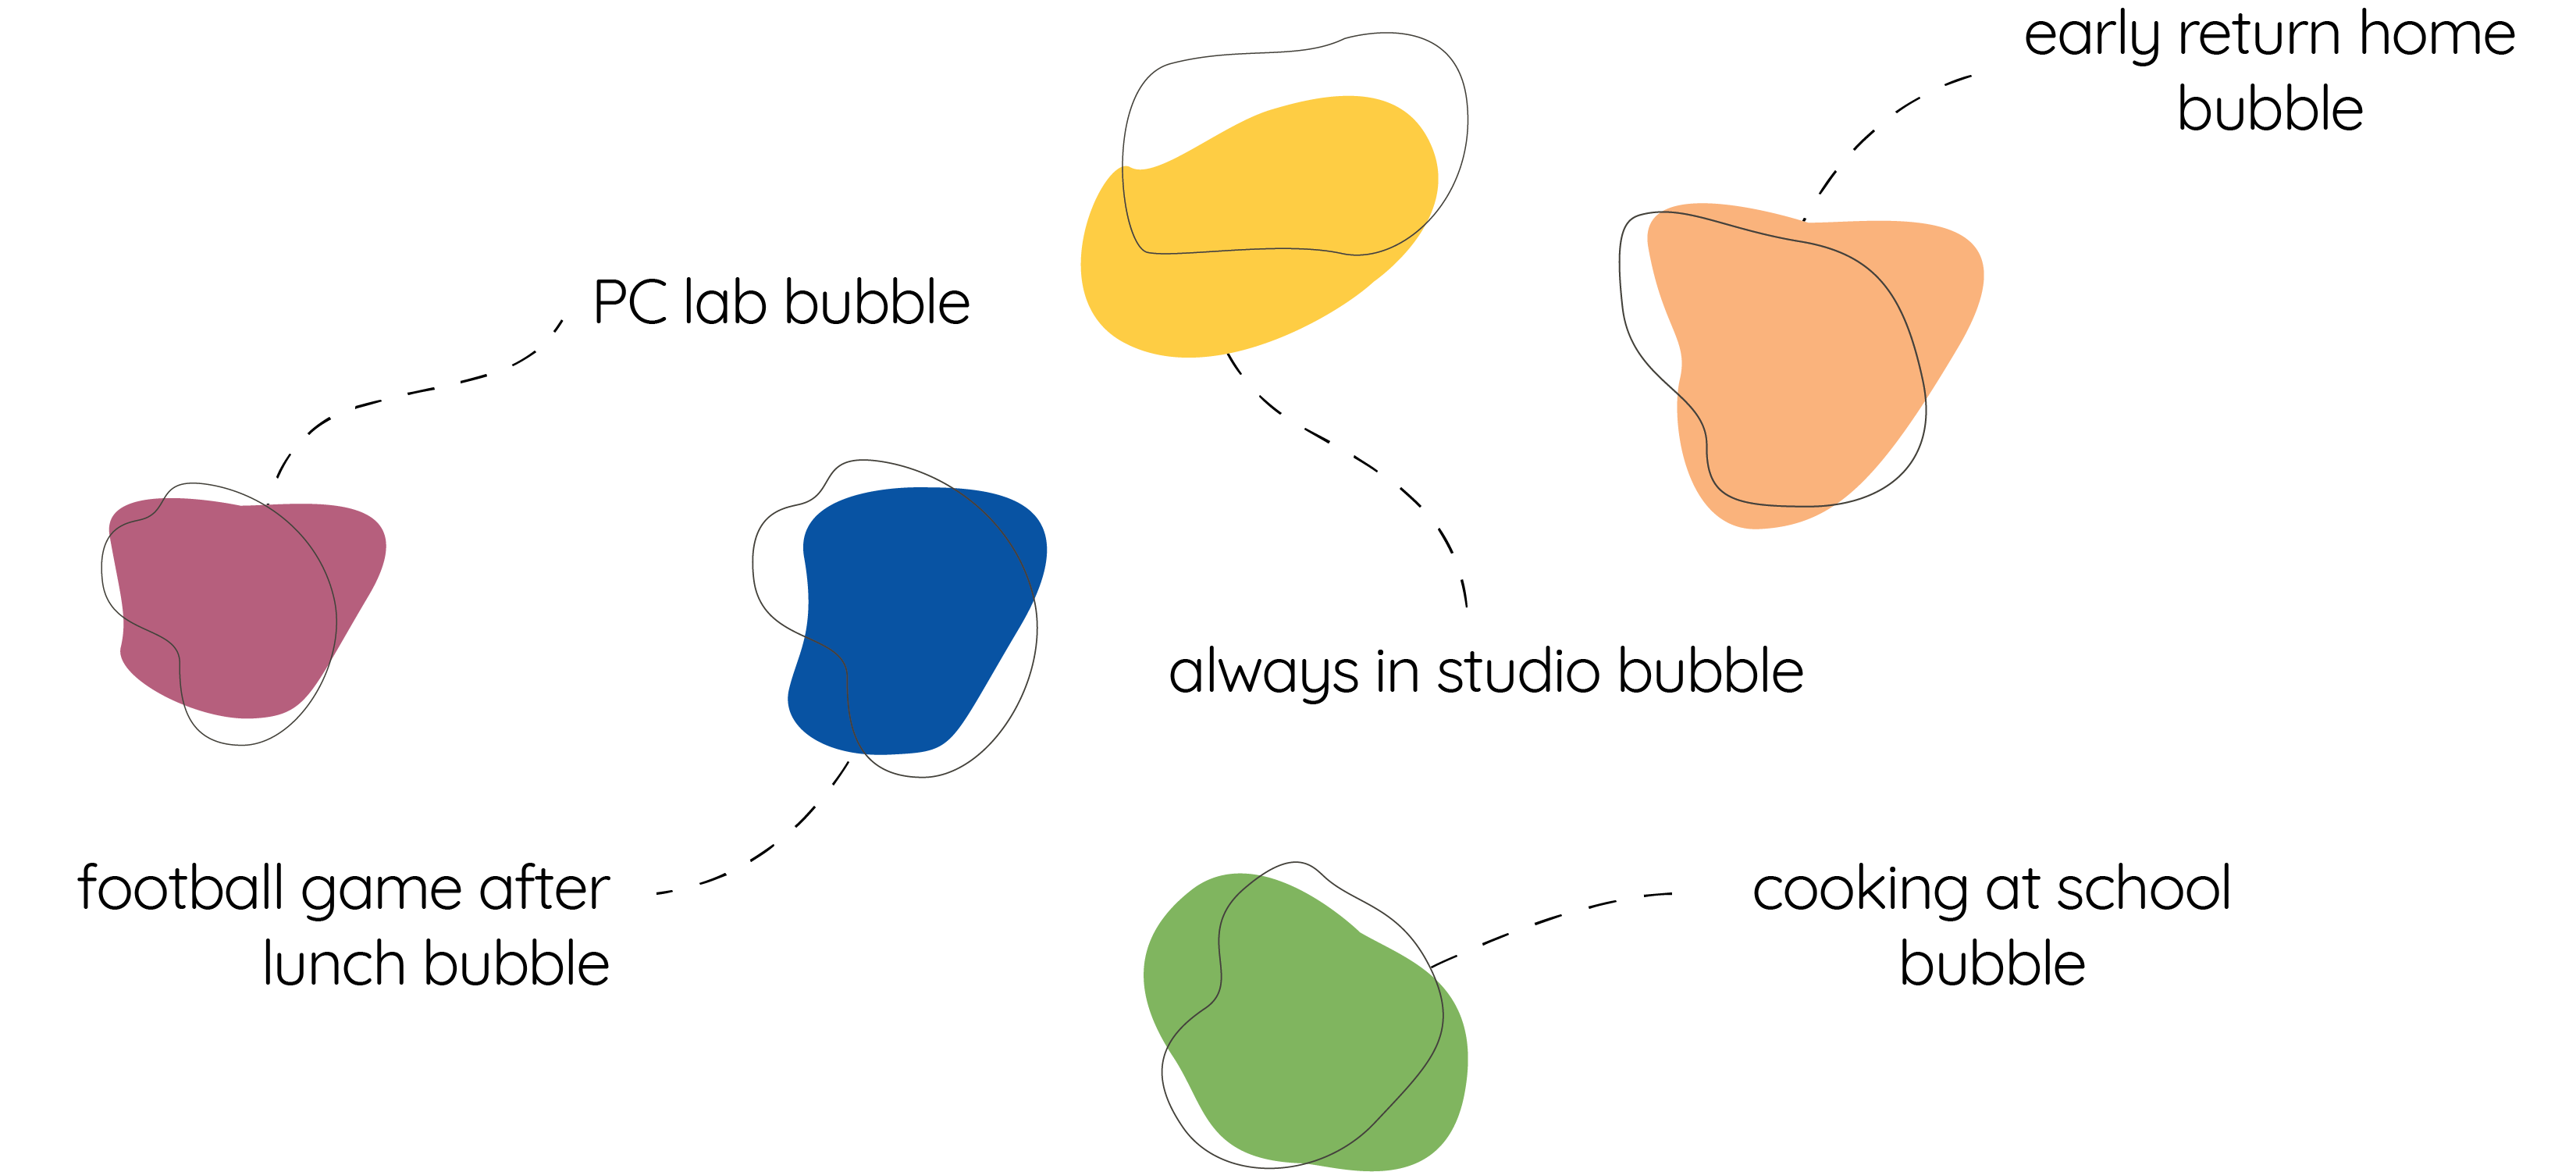 early return home
bubble
PC lab bubble
always in studio bubble
football game after
lunch bubble
cooking at school
bubble